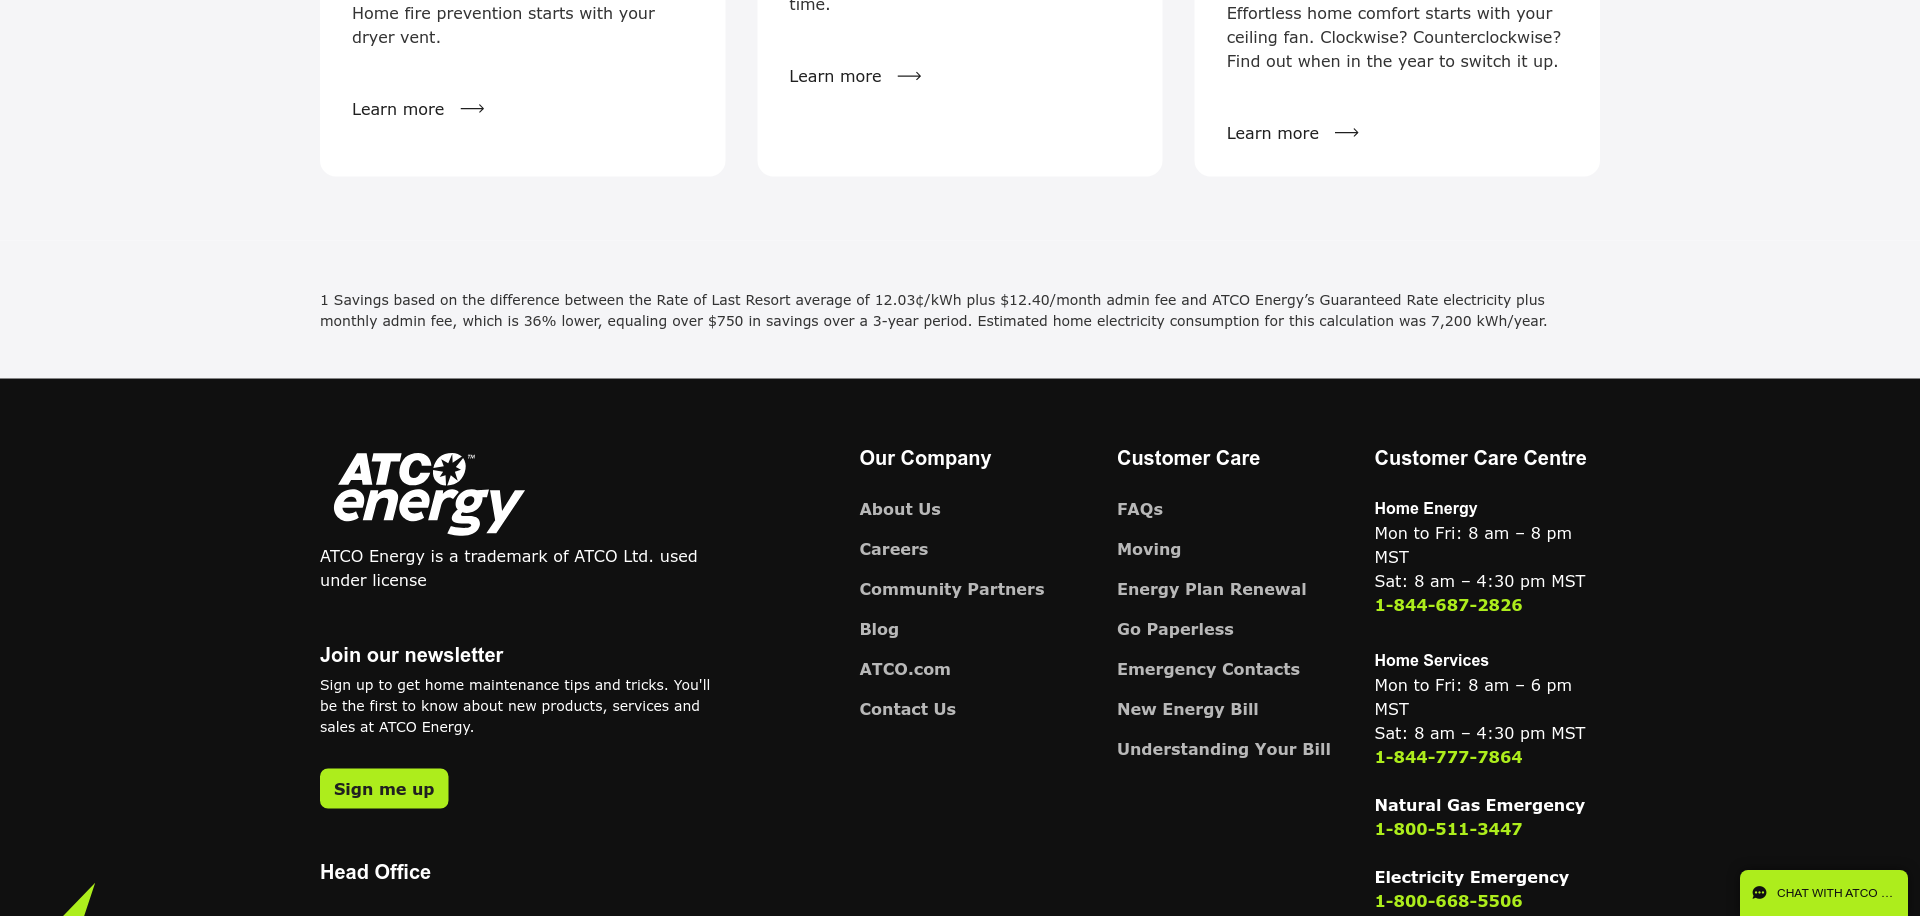 Home fire prevention starts with your
dryer vent.
Learn more
time.
Learn more
Effortless home comfort starts with your
ceiling fan. Clockwise? Counterclockwise?
Find out when in the year to switch it up.
Learn more
1 Savings based on the difference between the Rate of Last Resort average of 12.03¢/kWh plus $12.40/month admin fee and ATCO Energy’s Guaranteed Rate electricity plus
monthly admin fee, which is 36% lower, equaling over $750 in savings over a 3-year period. Estimated home electricity consumption for this calculation was 7,200 kWh/year.
ATCO™
energy
ATCO Energy is a trademark of ATCO Ltd. used
under license
Join our newsletter
Sign up to get home maintenance tips and tricks. You'll
be the first to know about new products, services and
sales at ATCO Energy.
Sign me up
Head Office
Our Company
About Us
Careers
Community Partners
Blog
ATCO.com
Contact Us
Customer Care
FAQs
Moving
Energy Plan Renewal
Go Paperless
Emergency Contacts
New Energy Bill
Understanding Your Bill
Customer Care Centre
Home Energy
Mon to Fri: 8 am – 8 pm
MST
Sat: 8 am – 4:30 pm MST
1-844-687-2826
Home Services
Mon to Fri: 8 am – 6 pm
MST
Sat: 8 am – 4:30 pm MST
1-844-777-7864
Natural Gas Emergency
1-800-511-3447
Electricity Emergency
1-800-668-5506
CHAT WITH ATCO ...